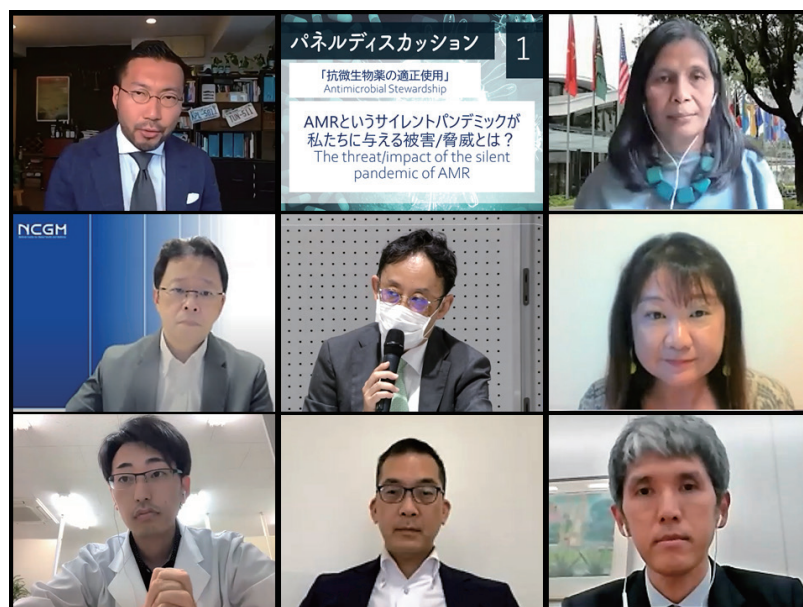 パネルディスカッション
1
「抗微生物薬の適正使用」
Antimicrobial Stewardship
AMRというサイレントパンデミックが
私たちに与える被害/脅威とは？
The threat/impact of the silent
pandemic of AMR
NCGM